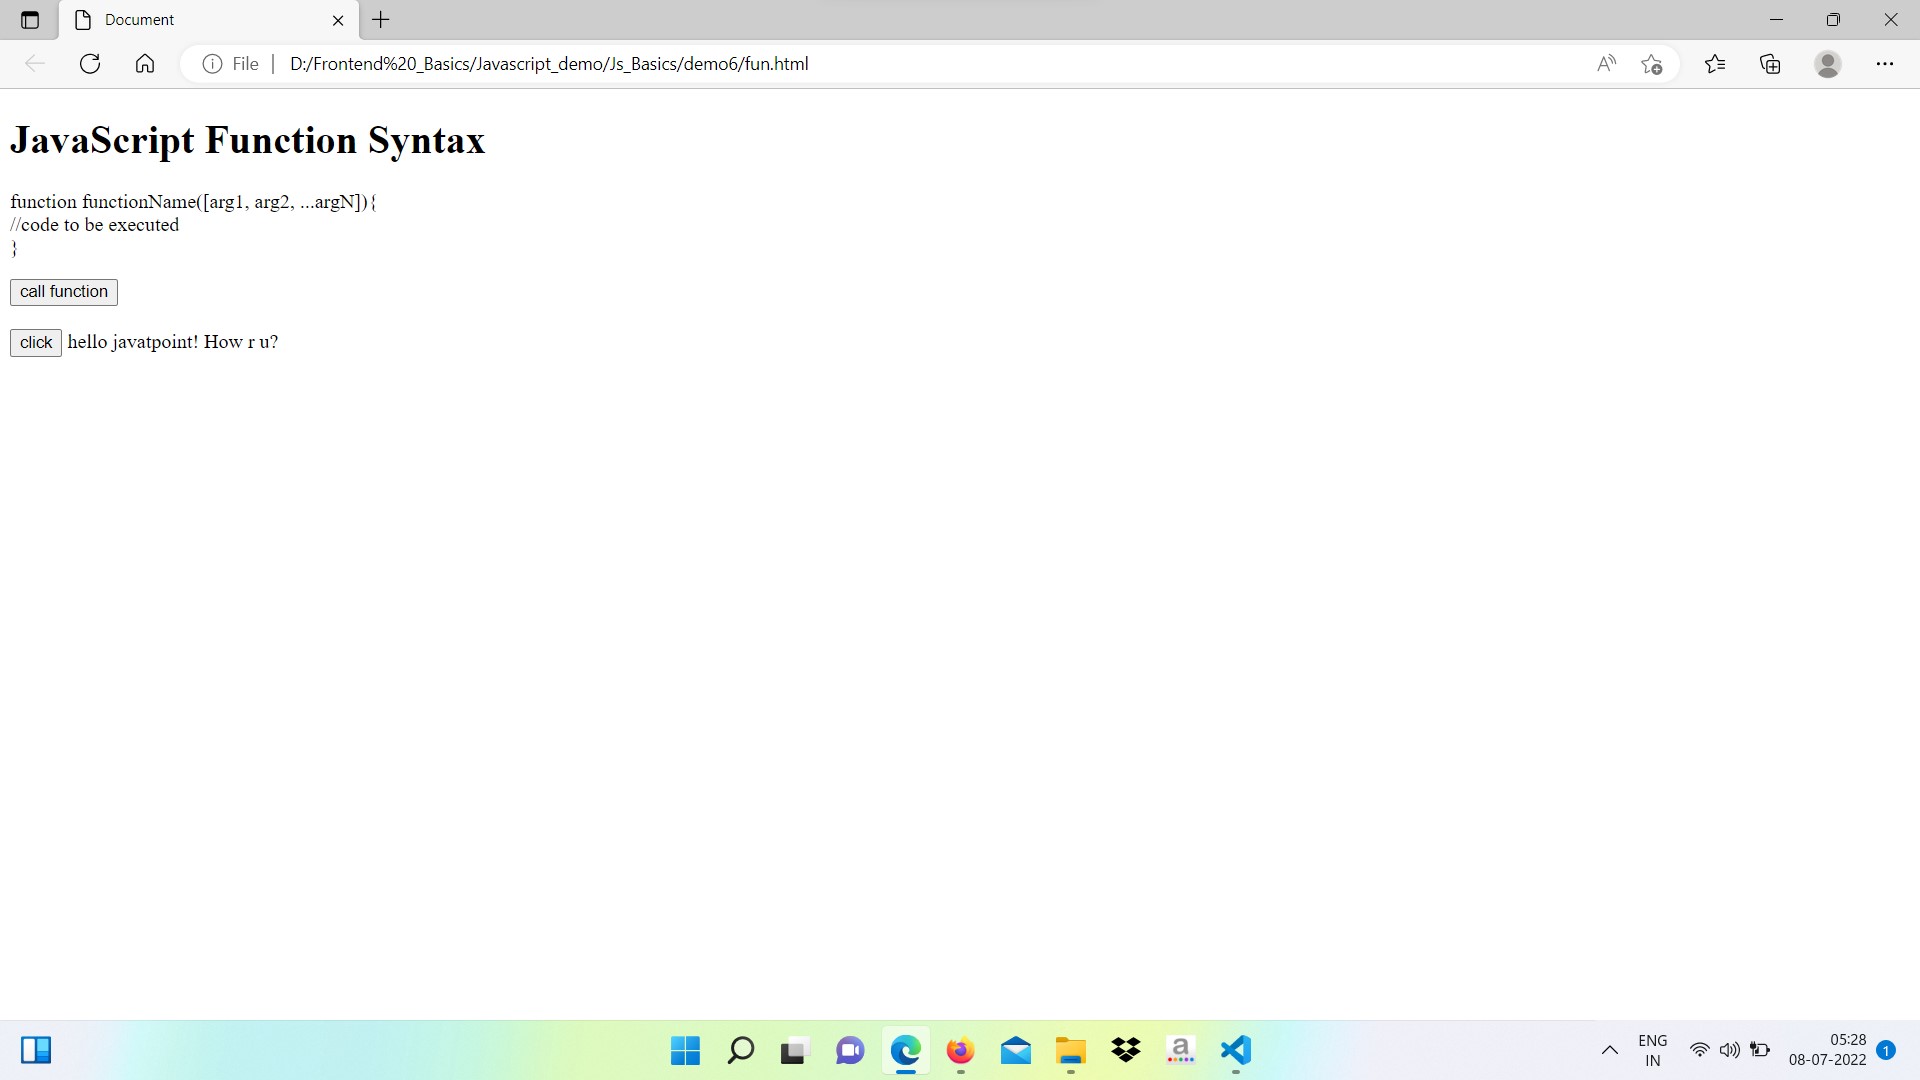 Document
File
D:/Frontend%20_Basics/Javascript_demo/Js_Basics/demo6/fun.html
JavaScript Function Syntax
function functionName([arg1, arg2, ...argN]){
//code to be executed
}
call function
click hello javatpoint! How r u?
a
ENG
IN
05:28
08-07-2022
1